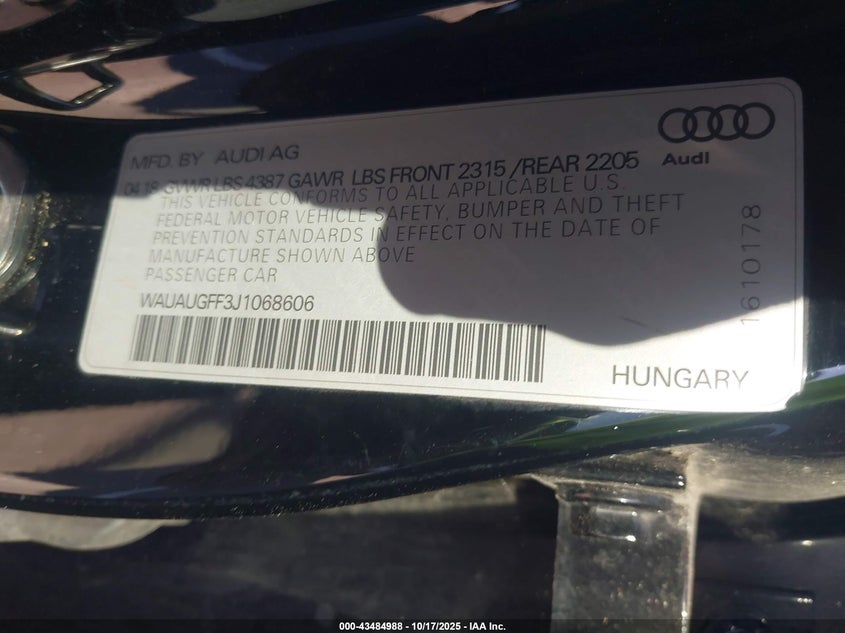 MFD. BY AUDI AG
Audi
04 18 GVWR LBS 4387 GAWR LBS FRONT 2315 /REAR 2205
THIS VEHICLE CONFORMS TO ALL APPLICABLE U.S.
FEDERAL MOTOR VEHICLE SAFETY, BUMPER AND THEFT
PREVENTION STANDARDS IN EFFECT ON THE DATE OF
MANUFACTURE SHOWN ABOVE
PASSENGER CAR
WAUAUGFF3J1068606
1610178
HUNGARY
000-43484988 - 10/17/2025 - IAA Inc.